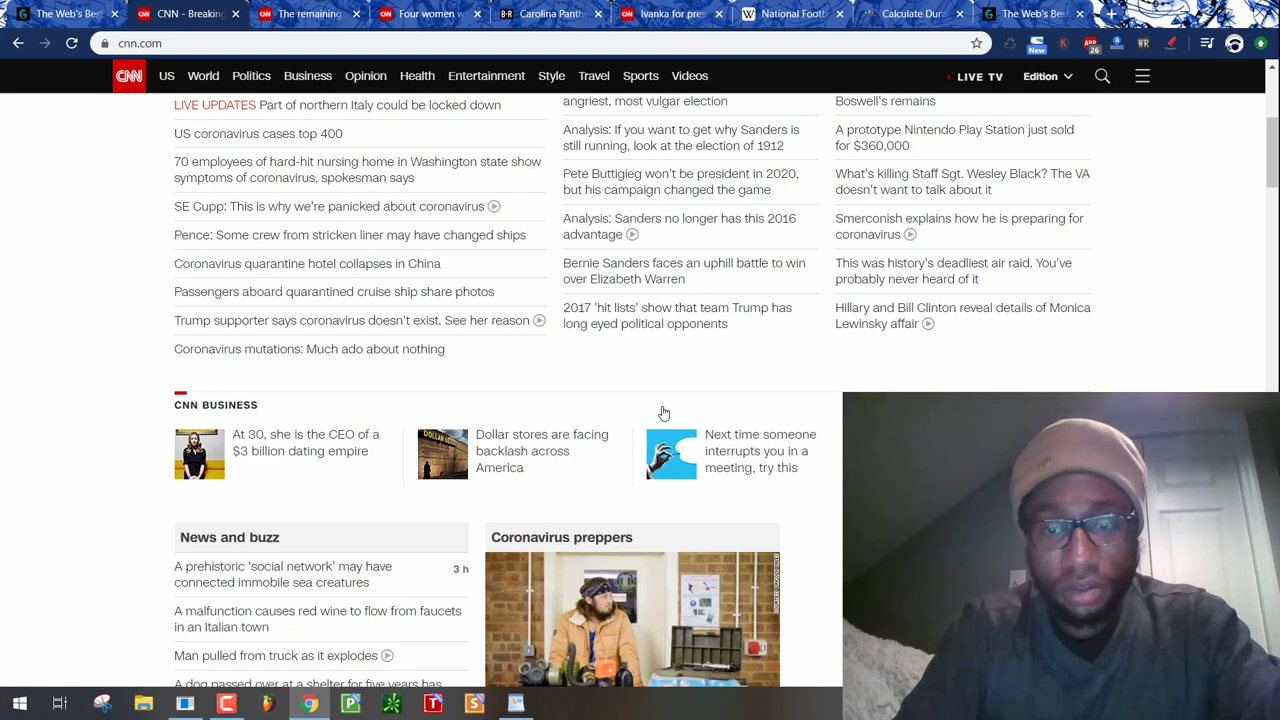 The Web's Bes
CNN - Breakin
The remaining
Four women w
Carolina Panth
Ivanka for pres
National Footb
Calculate Dura
The Web's Bes
cnn.com
New
ABP
26
WR
CNN
US
World
Politics
Business
Opinion
Health
Entertainment
Style
Travel
Sports
Videos
LIVE TV
Edition
LIVE UPDATES Part of northern Italy could be locked down
US coronavirus cases top 400
70 employees of hard-hit nursing home in Washington state show
symptoms of coronavirus, spokesman says
SE Cupp: This is why we're panicked about coronavirus
Pence: Some crew from stricken liner may have changed ships
Coronavirus quarantine hotel collapses in China
Passengers aboard quarantined cruise ship share photos
Trump supporter says coronavirus doesn't exist. See her reason
Coronavirus mutations: Much ado about nothing
angriest, most vulgar election
Analysis: If you want to get why Sanders is
still running, look at the election of 1912
Pete Buttigieg won't be president in 2020,
but his campaign changed the game
Analysis: Sanders no longer has this 2016
advantage
Bernie Sanders faces an uphill battle to win
over Elizabeth Warren
2017 'hit lists' show that team Trump has
long eyed political opponents
Boswell's remains
A prototype Nintendo Play Station just sold
for $360,000
What's killing Staff Sgt. Wesley Black? The VA
doesn't want to talk about it
Smerconish explains how he is preparing for
coronavirus
This was history's deadliest air raid. You've
probably never heard of it
Hillary and Bill Clinton reveal details of Monica
Lewinsky affair
CNN BUSINESS
At 30, she is the CEO of a
$3 billion dating empire
Dollar stores are facing
backlash across
America
Next time someone
interrupts you in a
meeting, try this
News and buzz
A prehistoric 'social network' may have
connected immobile sea creatures
3 h
A malfunction causes red wine to flow from faucets
in an Italian town
Man pulled from truck as it explodes
A dog passed over at a shelter for five years has
Coronavirus preppers